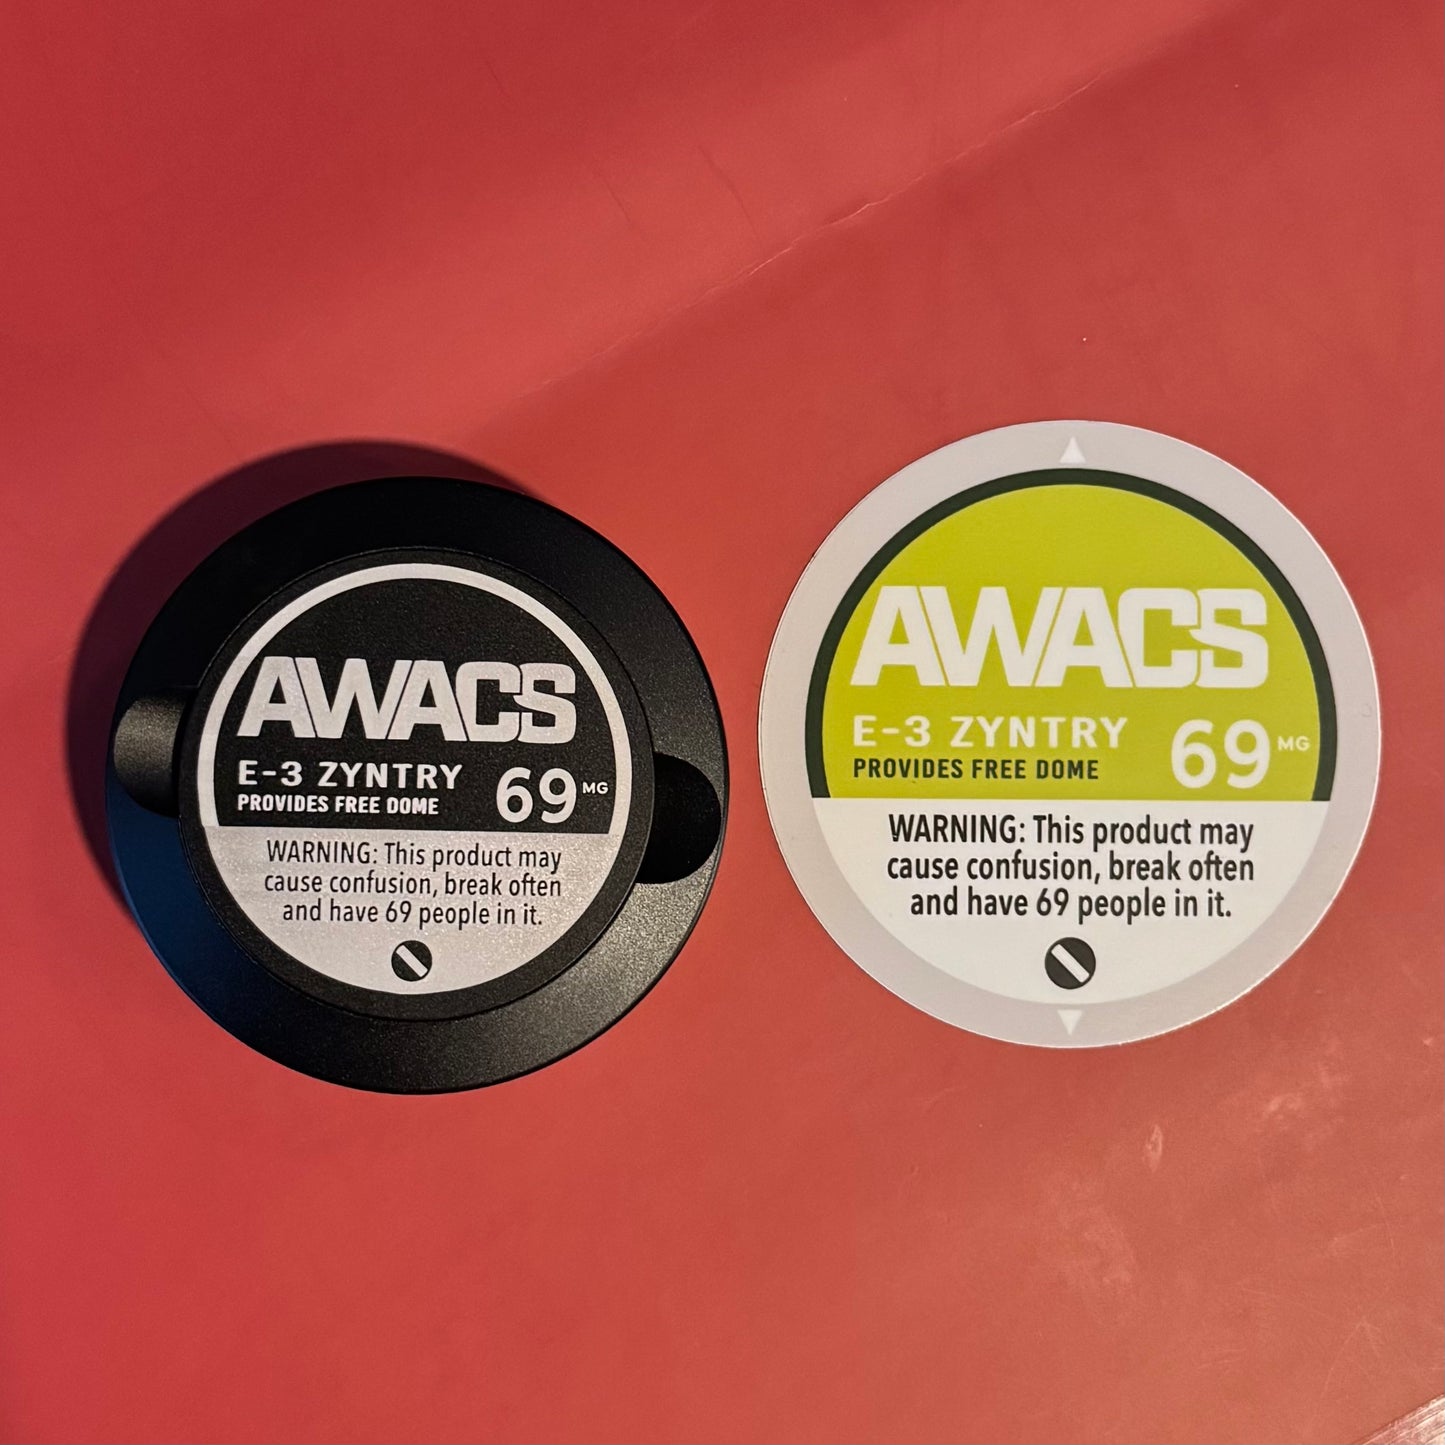 AWACS
E-3 ZYNTRY 69 MG
PROVIDES FREE DOME
WARNING: This product may
cause confusion, break often
and have 69 people in it.
AWACS
E-3 ZYNTRY 69 MG
PROVIDES FREE DOME
WARNING: This product may
cause confusion, break often
and have 69 people in it.